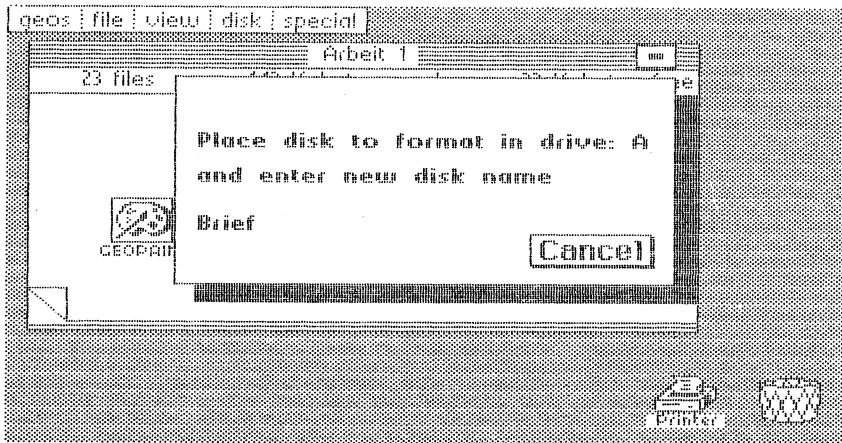 geos file view disk special
Arbeit 1
23 files
Place disk to format in drive: A
and enter new disk name
Brief
Cancel
GEOPAIN
Printer